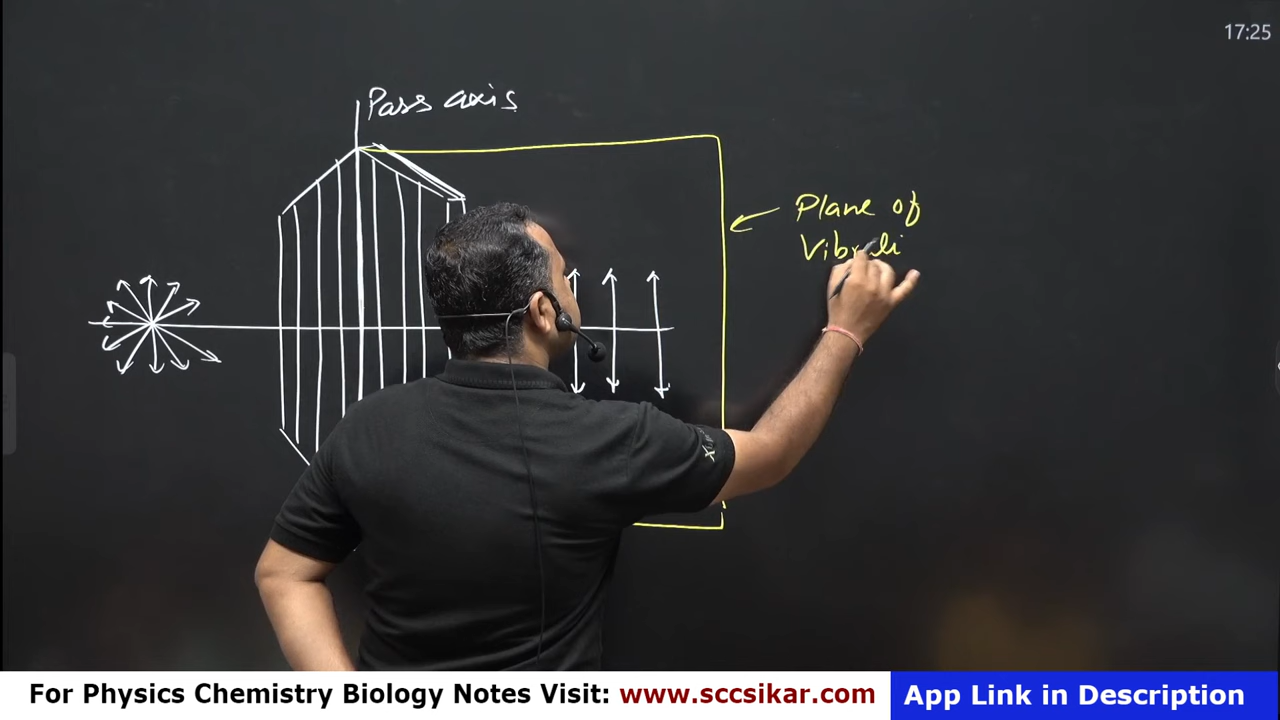 17:25
Pass axis
Plane of
Vibrati
For Physics Chemistry Biology Notes Visit: www.sccsikar.com
App Link in Description